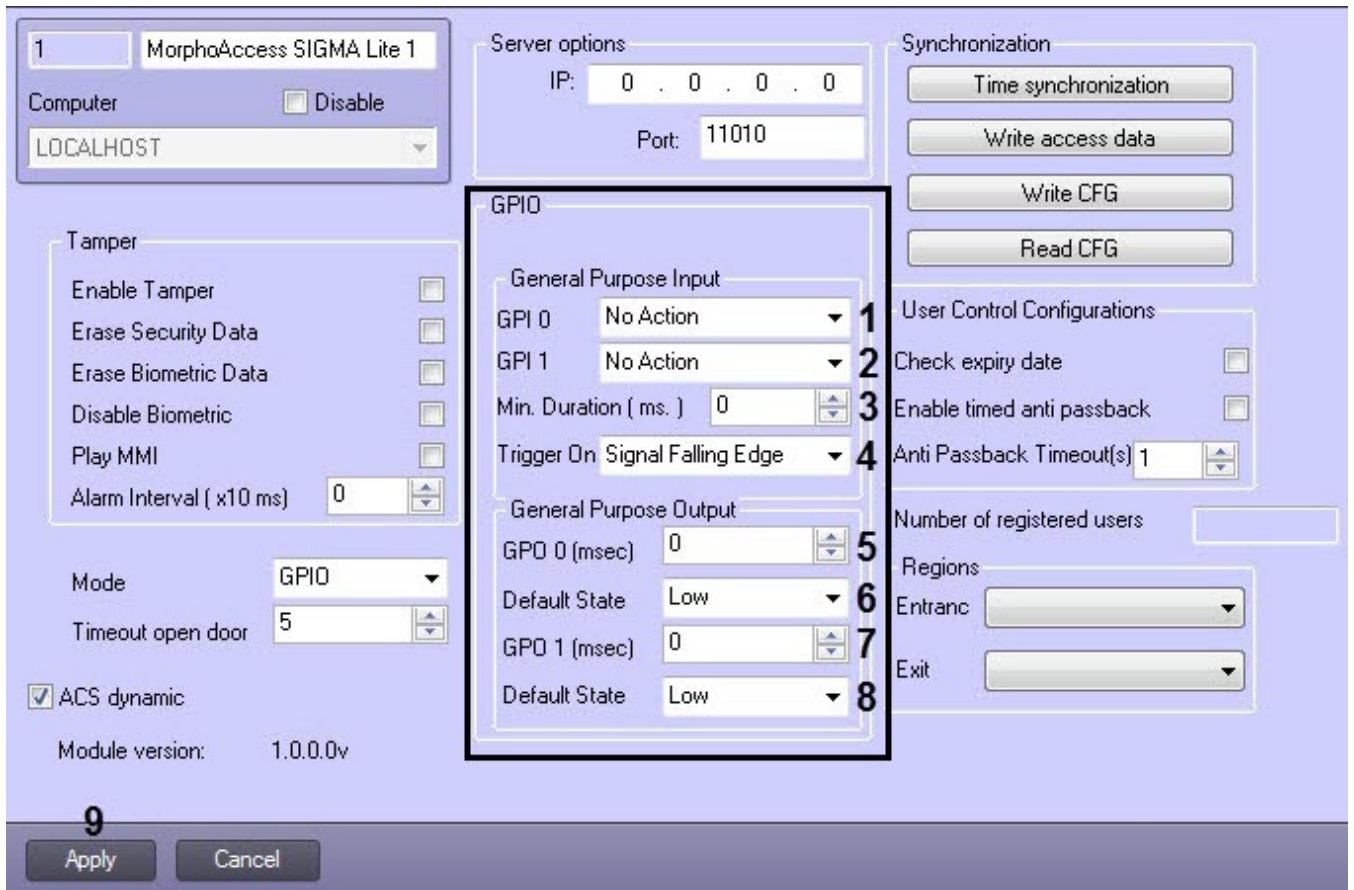 1 MorphoAccess SIGMA Lite 1
Computer Disable
LOCALHOST
Tamper
Enable Tamper
Erase Security Data
Erase Biometric Data
Disable Biometric
Play MMI
Alarm Interval ( x10 ms) 0
Mode GPIO
Timeout open door 5
ACS dynamic
Module version: 1.0.0.0v
Server options
IP: 0 . 0 . 0 . 0
Port: 11010
GPIO
General Purpose Input
GPI 0 No Action 1
GPI 1 No Action 2
Min. Duration ( ms. ) 0 3
Trigger On Signal Falling Edge 4
General Purpose Output
GPO 0 (msec) 0 5
Default State Low 6
GPO 1 (msec) 0 7
Default State Low 8
Synchronization
Time synchronization
Write access data
Write CFG
Read CFG
User Control Configurations
Check expiry date
Enable timed anti passback
Anti Passback Timeout(s) 1
Number of registered users
Regions
Entranc
Exit
9
Apply Cancel